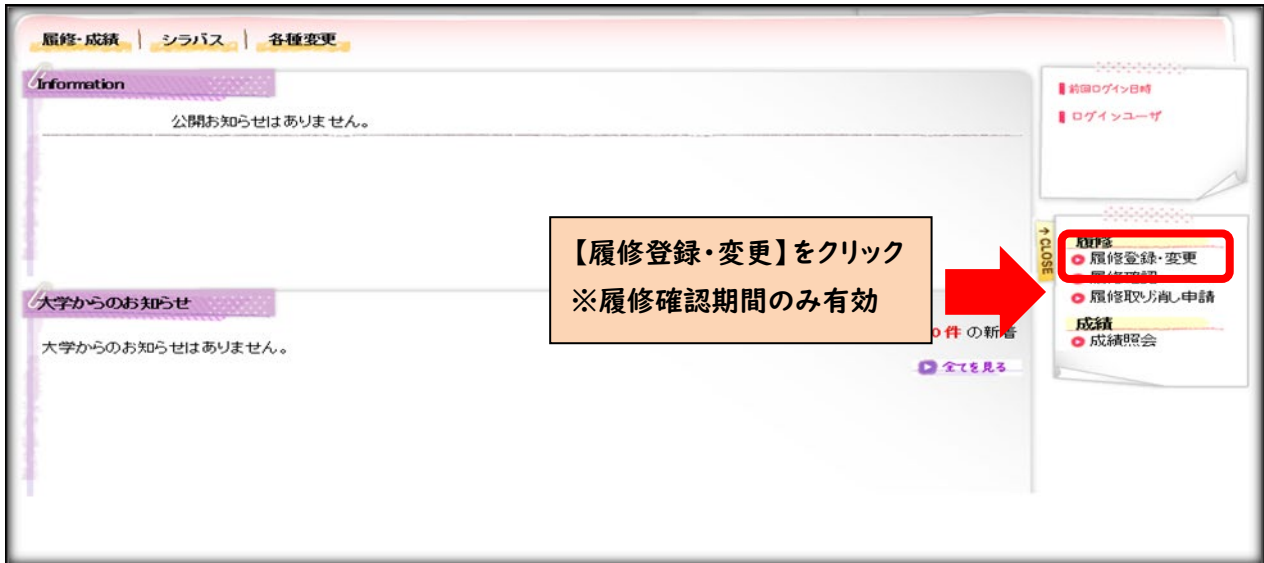 履修・成績 | シラバス | 各種変更
Information
公開お知らせはありません。
大学からのお知らせ
0件 の新着
大学からのお知らせはありません。
全てを見る
【履修登録・変更】をクリック
※履修確認期間のみ有効
前回ログイン日時
ログインユーザ
↑CLOSE
履修
履修登録・変更
履修確認
履修取り消し申請
成績
成績照会